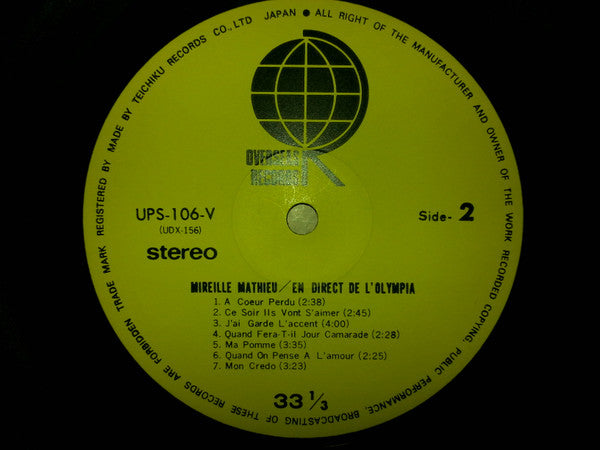 TRADE MARK REGISTERED BY MADE BY TEICHIKU RECORDS CO., LTD JAPAN ● ALL RIGHT OF THE MANUFACTURER AND OWNER OF THE WORK RECORDED COPYING, PUBLIC PERFORMANCE, BROADCASTING OF THESE RECORDS ARE FORBIDDEN
OVERSEAS
RECORDS
UPS-106-V
(UDX-156)
stereo
Side- 2
MIREILLE MATHIEU/EN DIRECT DE L'OLYMPIA
1. A Coeur Perdu (2:38)
2. Ce Soir Ils Vont S'aimer (2:45)
3. J'ai Garde L'accent (4:00)
4. Quand Fera-T-il Jour Camarade (2:28)
5. Ma Pomme (3:35)
6. Quand On Pense A L'amour (2:25)
7. Mon Credo (3:23)
33 1/3